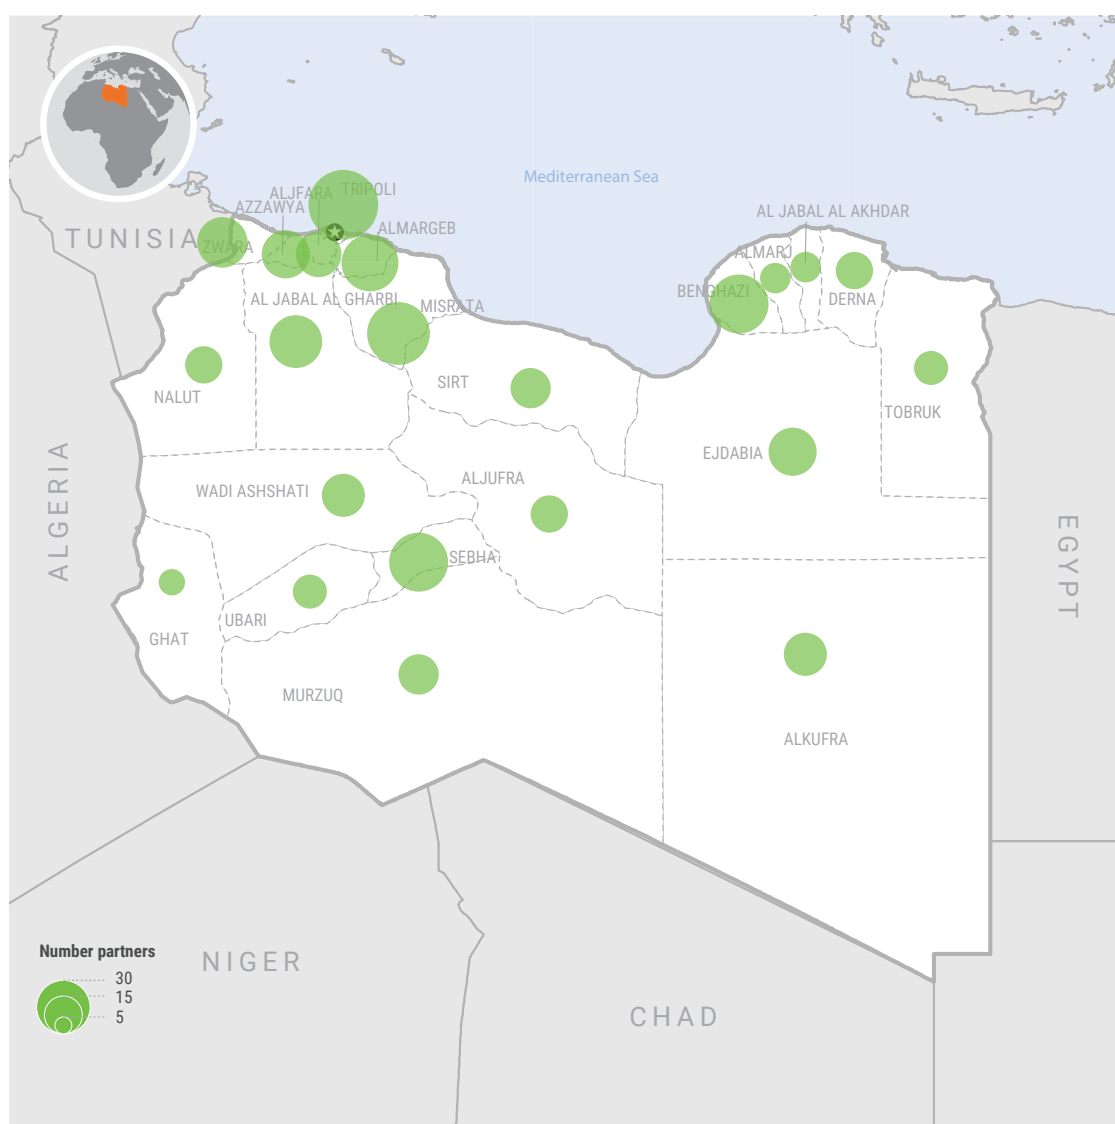 Mediterranean Sea
TRIPOLI
ALJFARA
AZZAWYA
AL JABAL AL AKHDAR
ALMARGEB
TUNISIA
ZWARA
ALMARJ
BENGHAZI
DERNA
AL JABAL AL GHARBI
MISRATA
SIRT
NALUT
TOBRUK
EJDABIA
ALJUFRA
WADI ASHSHATI
ALGERIA
EGYPT
SEBHA
UBARI
GHAT
MURZUQ
ALKUFRA
Number partners
30
15
5
NIGER
CHAD